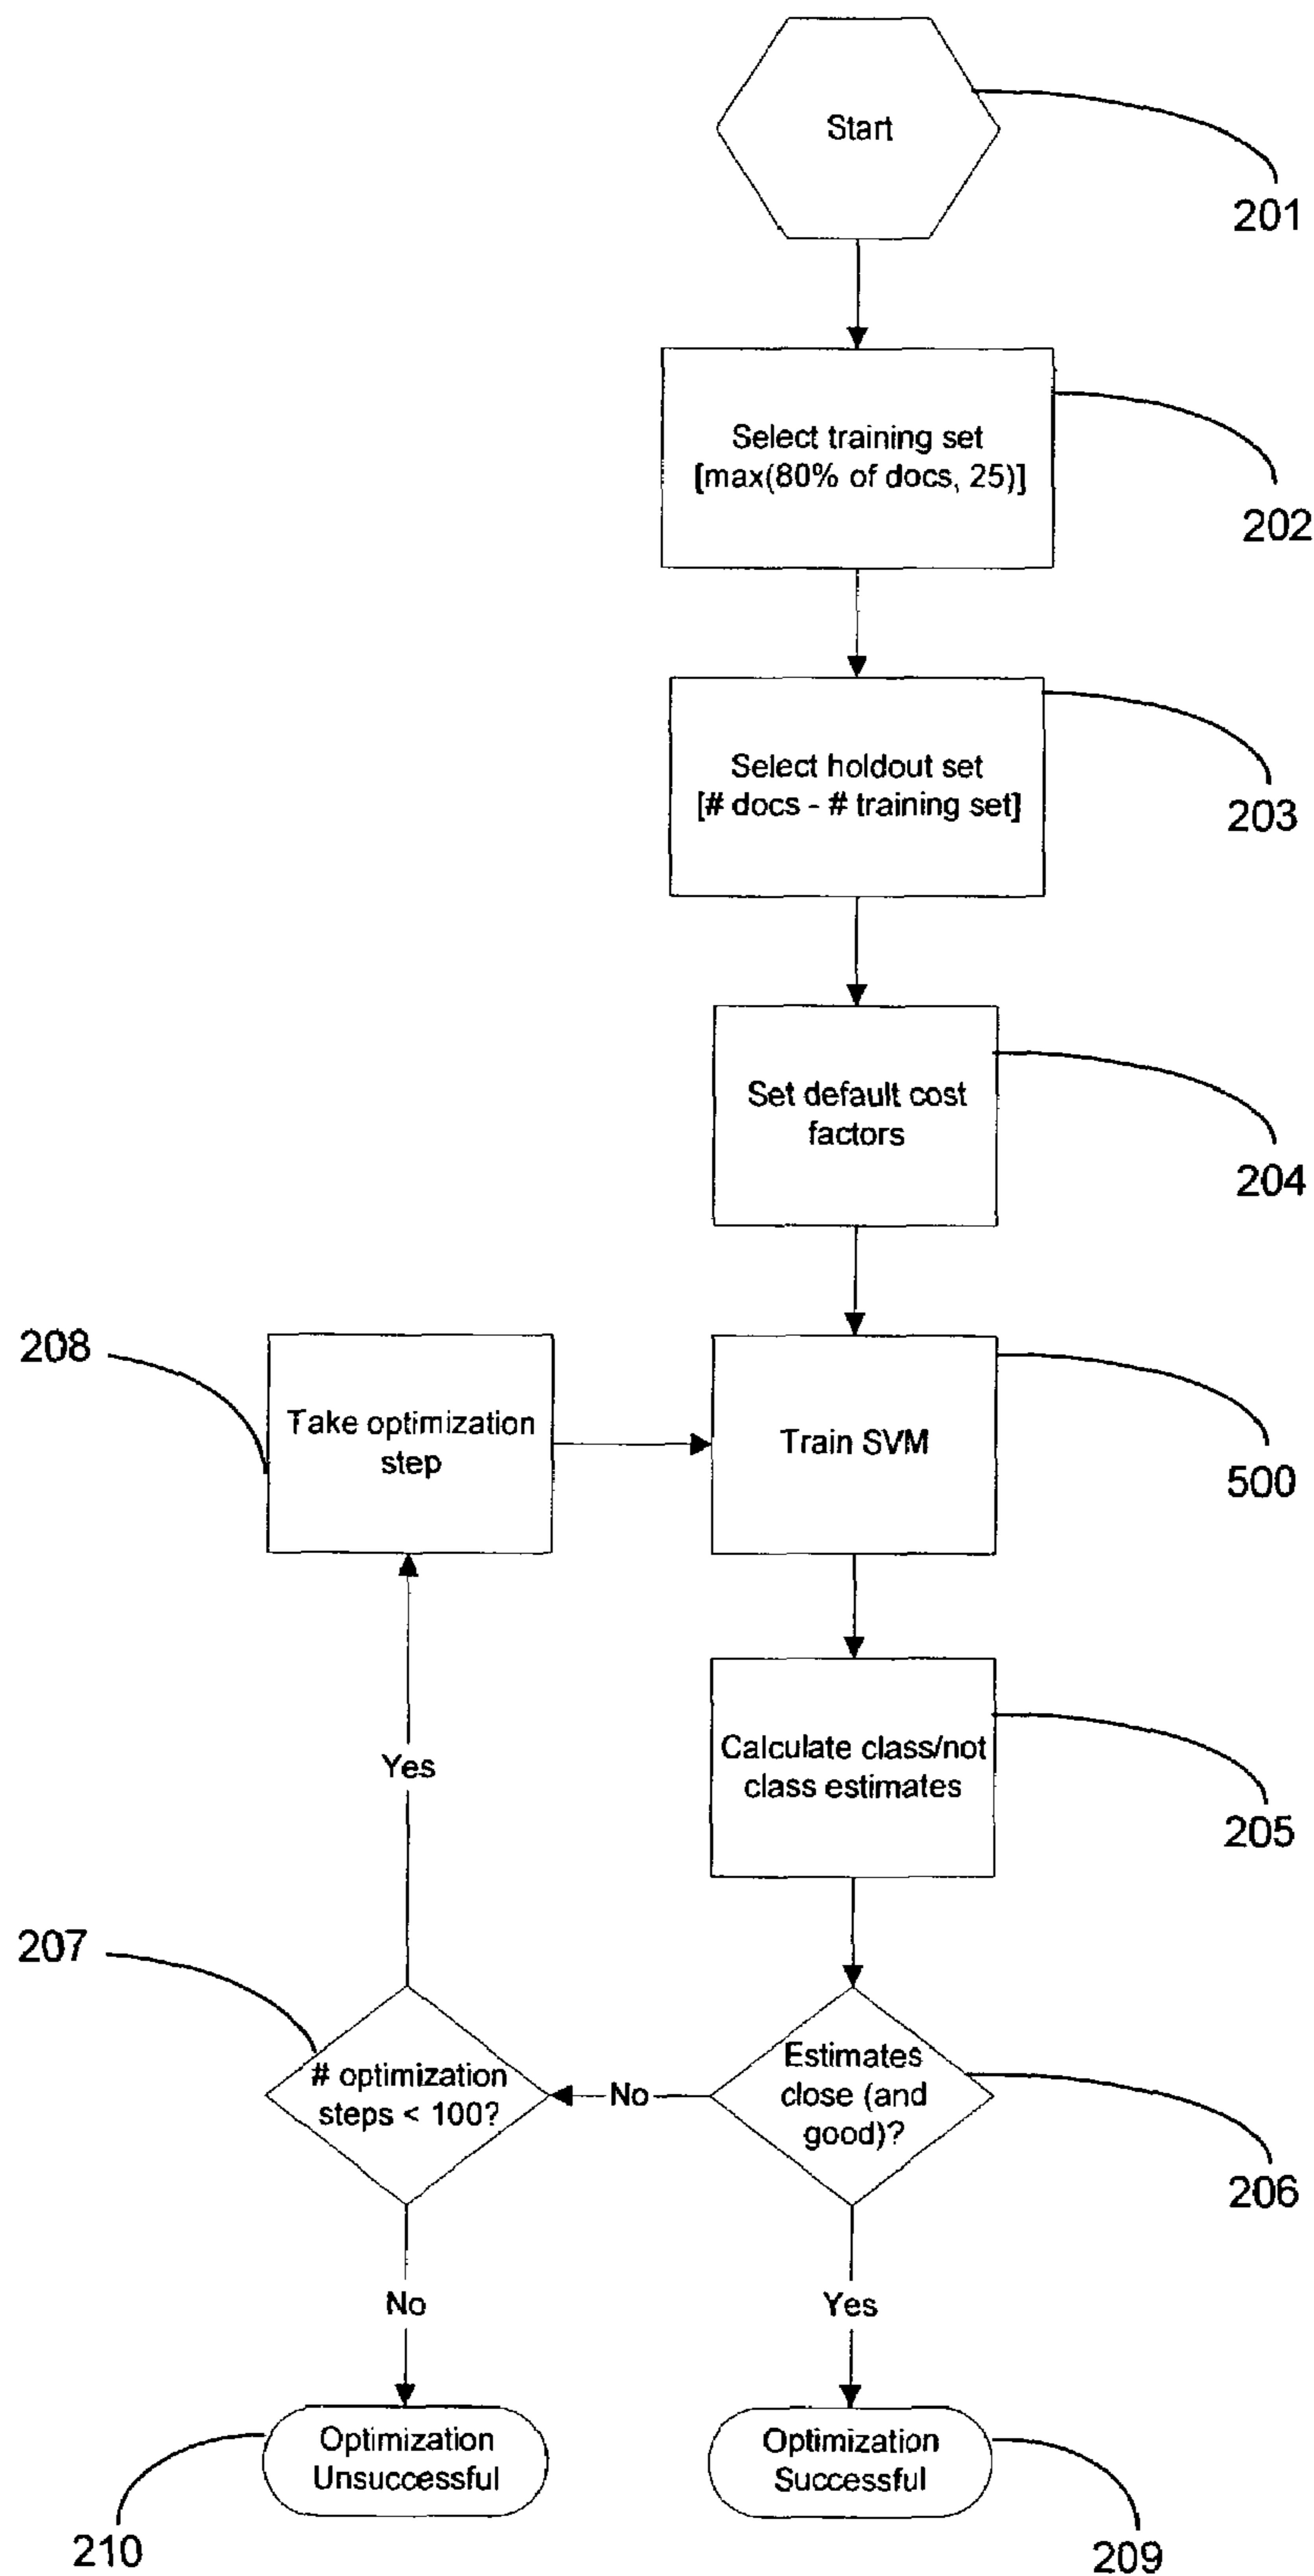 Start
201
Select training set
[max(80% of docs, 25)]
202
Select holdout set
[# docs - # training set]
203
Set default cost
factors
204
208
Take optimization
step
Train SVM
500
Yes
Calculate class/not
class estimates
205
207
# optimization
steps < 100?
No
Estimates
close (and
good)?
206
No
Yes
Optimization
Unsuccessful
Optimization
Successful
210
209